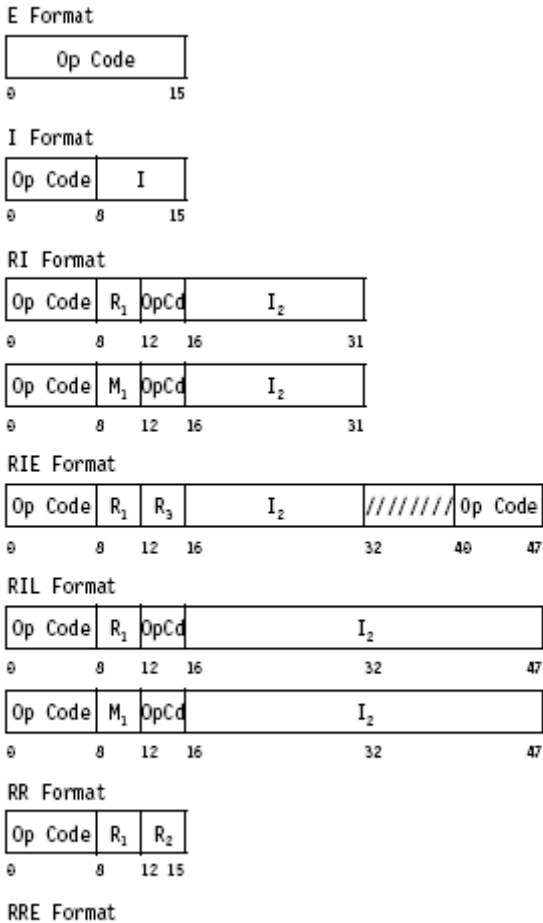 E Format
Op Code
0 15
I Format
Op Code I
0 8 15
RI Format
Op Code R₁ OpCd I₂
0 8 12 16 31
Op Code M₁ OpCd I₂
0 8 12 16 31
RIE Format
Op Code R₁ R₃ I₂ //////// Op Code
0 8 12 16 32 40 47
RIL Format
Op Code R₁ OpCd I₂
0 8 12 16 32 47
Op Code M₁ OpCd I₂
0 8 12 16 32 47
RR Format
Op Code R₁ R₂
0 8 12 15
RRE Format